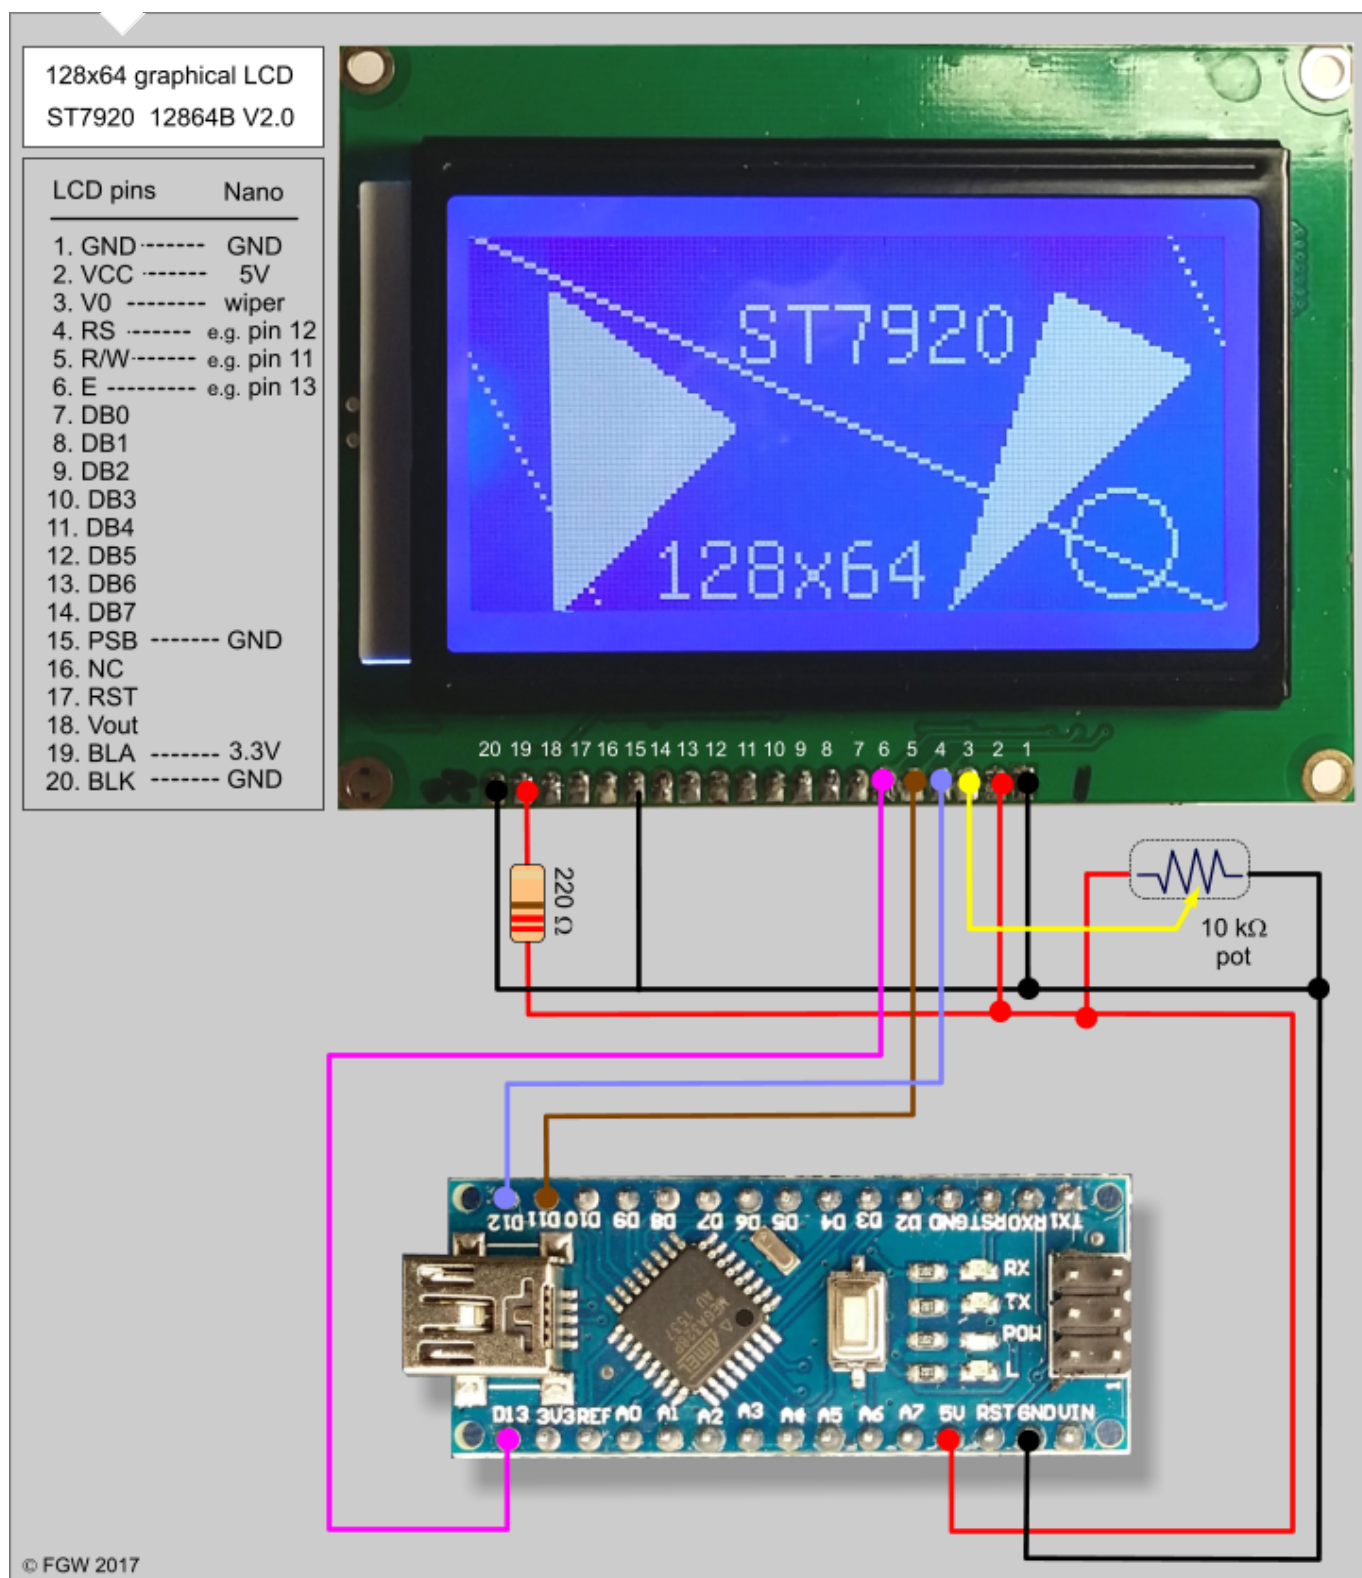 128x64 graphical LCD
ST7920 12864B V2.0
LCD pins Nano
1. GND ------- GND
2. VCC ------- 5V
3. V0 -------- wiper
4. RS ------- e.g. pin 12
5. R/W ------- e.g. pin 11
6. E --------- e.g. pin 13
7. DB0
8. DB1
9. DB2
10. DB3
11. DB4
12. DB5
13. DB6
14. DB7
15. PSB ------- GND
16. NC
17. RST
18. Vout
19. BLA ------- 3.3V
20. BLK ------- GND
ST7920
128x64
20 19 18 17 16 15 14 13 12 11 10 9 8 7 6 5 4 3 2 1
220 Ω
10 kΩ
pot
D12 D11 D10 D9 D8 D7 D6 D5 D4 D3 D2 GND RST RX0 TX1
RX
TX
POW
L
1
ATMEL
D13 3V3 REF A0 A1 A2 A3 A4 A5 A6 A7 5V RST GND VIN
© FGW 2017